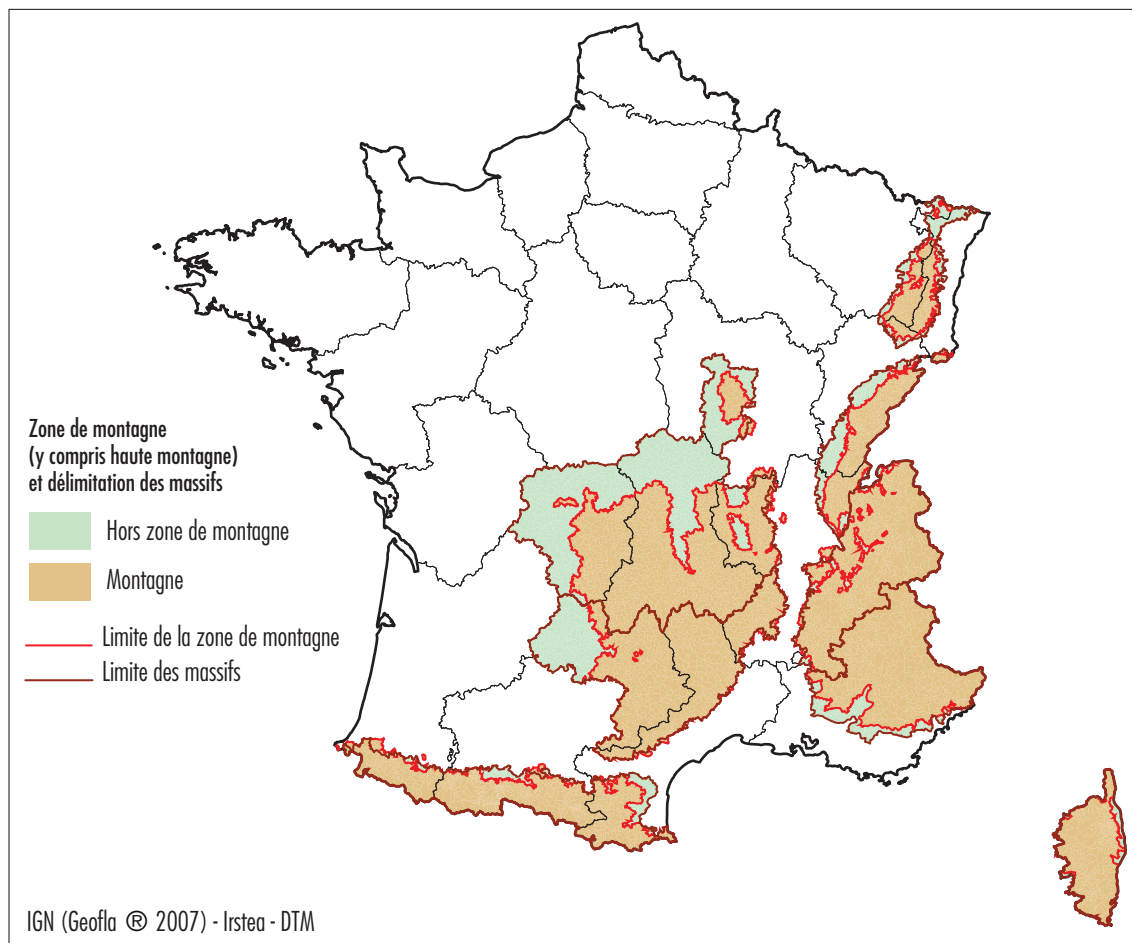 Zone de montagne
(y compris haute montagne)
et délimitation des massifs
Hors zone de montagne
Montagne
Limite de la zone de montagne
Limite des massifs
IGN (Geofla ® 2007) - Irstea - DTM